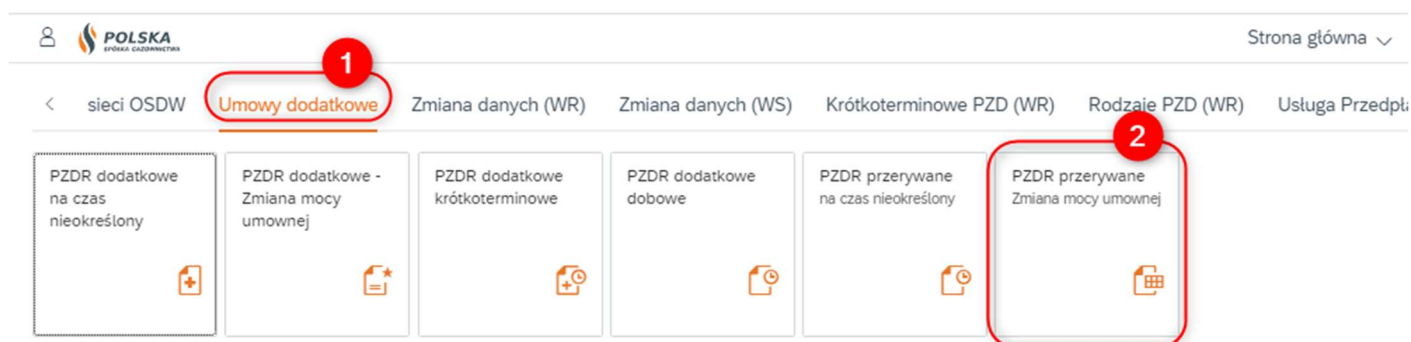 POLSKA
SPÓŁKA GAZOWNICTWA
Strona główna
1
sieci OSDW Umowy dodatkowe Zmiana danych (WR) Zmiana danych (WS) Krótkoterminowe PZD (WR) Rodzaje PZD (WR) Usługa Przedpła
2
PZDR dodatkowe
na czas
nieokreślony
PZDR dodatkowe -
Zmiana mocy
umownej
PZDR dodatkowe
krótkoterminowe
PZDR dodatkowe
dobowe
PZDR przerywane
na czas nieokreślony
PZDR przerywane
Zmiana mocy umownej